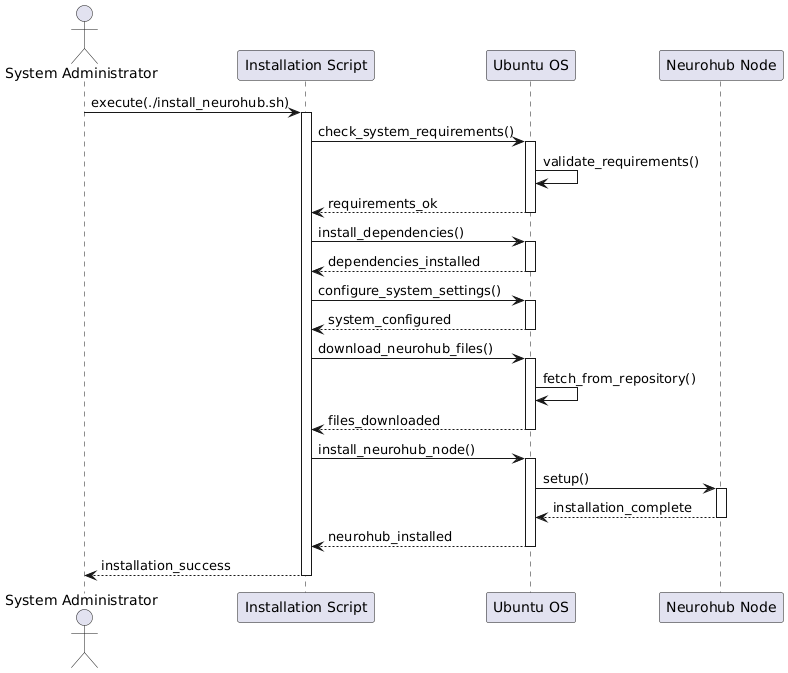 System Administrator
Installation Script
Ubuntu OS
Neurohub Node
execute(./install_neurohub.sh)
check_system_requirements()
validate_requirements()
requirements_ok
install_dependencies()
dependencies_installed
configure_system_settings()
system_configured
download_neurohub_files()
fetch_from_repository()
files_downloaded
install_neurohub_node()
setup()
installation_complete
neurohub_installed
installation_success
System Administrator
Installation Script
Ubuntu OS
Neurohub Node